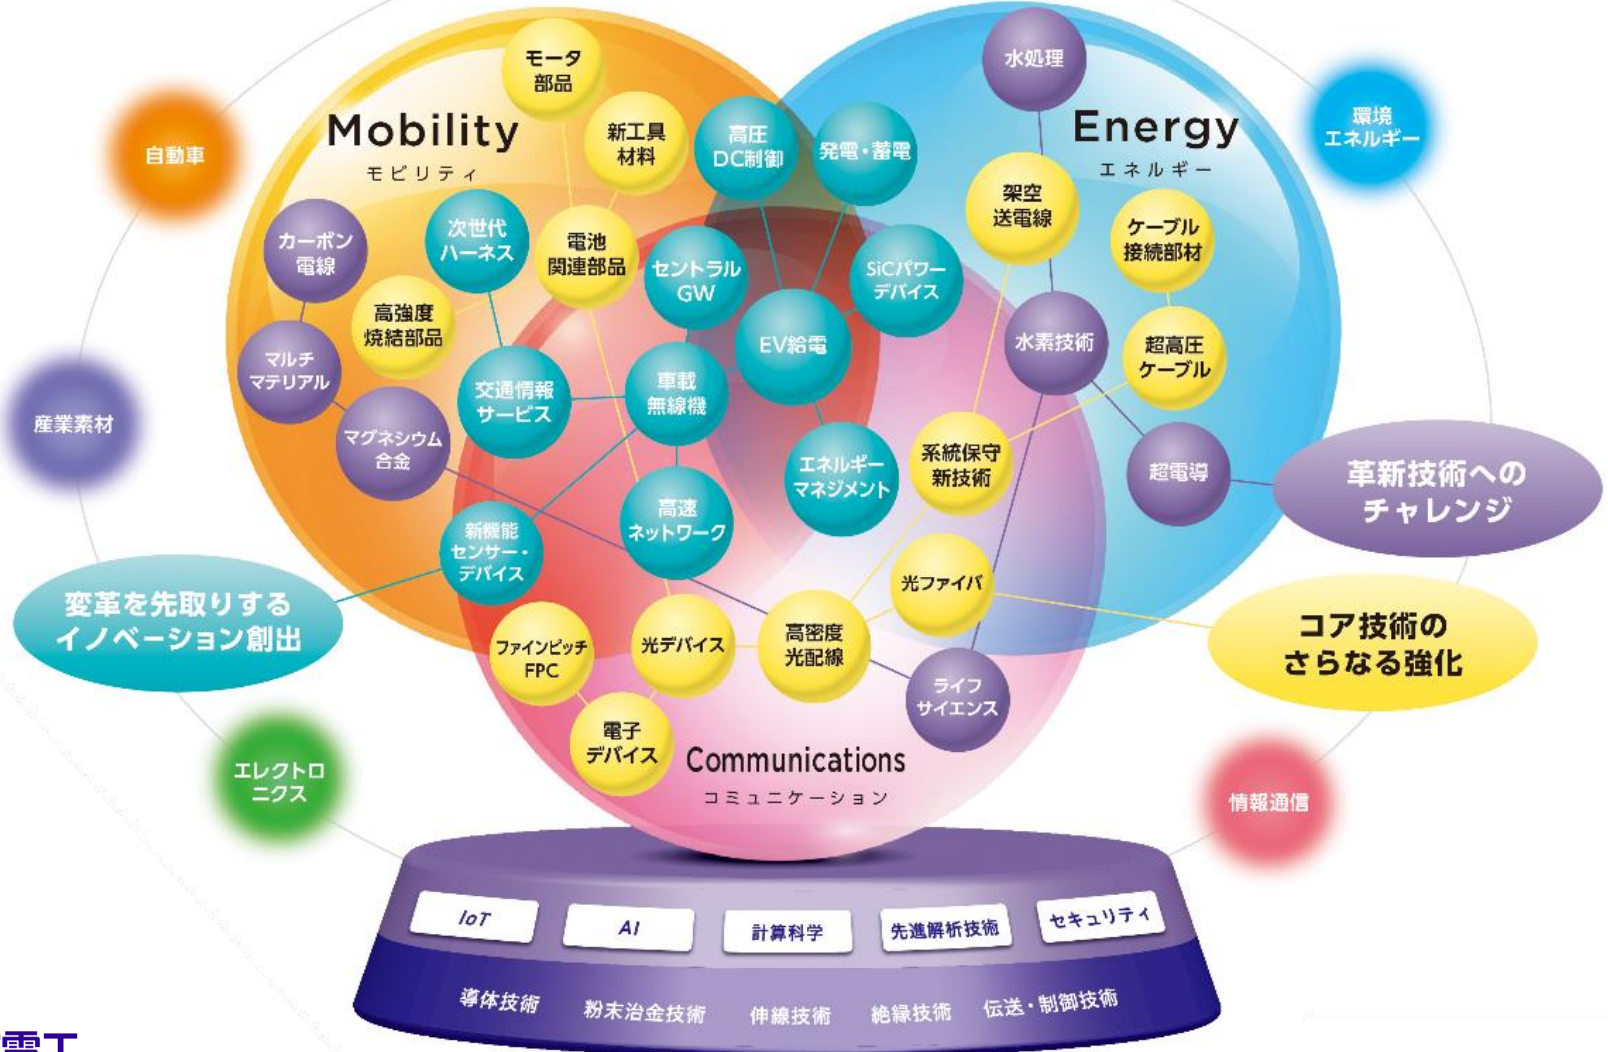 モータ
部品
水処理
Mobility
モビリティ
新工具
材料
高圧
DC制御
発電・蓄電
Energy
エネルギー
環境
エネルギー
自動車
カーボン
電線
次世代
ハーネス
電池
関連部品
セントラル
GW
SiCパワー
デバイス
架空
送電線
ケーブル
接続部材
高強度
焼結部品
EV給電
水素技術
超高圧
ケーブル
マルチ
マテリアル
交通情報
サービス
車載
無線機
産業素材
マグネシウム
合金
エネルギー
マネジメント
系統保守
新技術
超電導
革新技術への
チャレンジ
新機能
センサー・
デバイス
高速
ネットワーク
光ファイバ
変革を先取りする
イノベーション創出
ファインピッチ
FPC
光デバイス
高密度
光配線
コア技術の
さらなる強化
ライフ
サイエンス
電子
デバイス
エレクトロ
ニクス
Communications
コミュニケーション
情報通信
IoT
AI
計算科学
先進解析技術
セキュリティ
導体技術
粉末冶金技術
伸線技術
絶縁技術
伝送・制御技術
電工